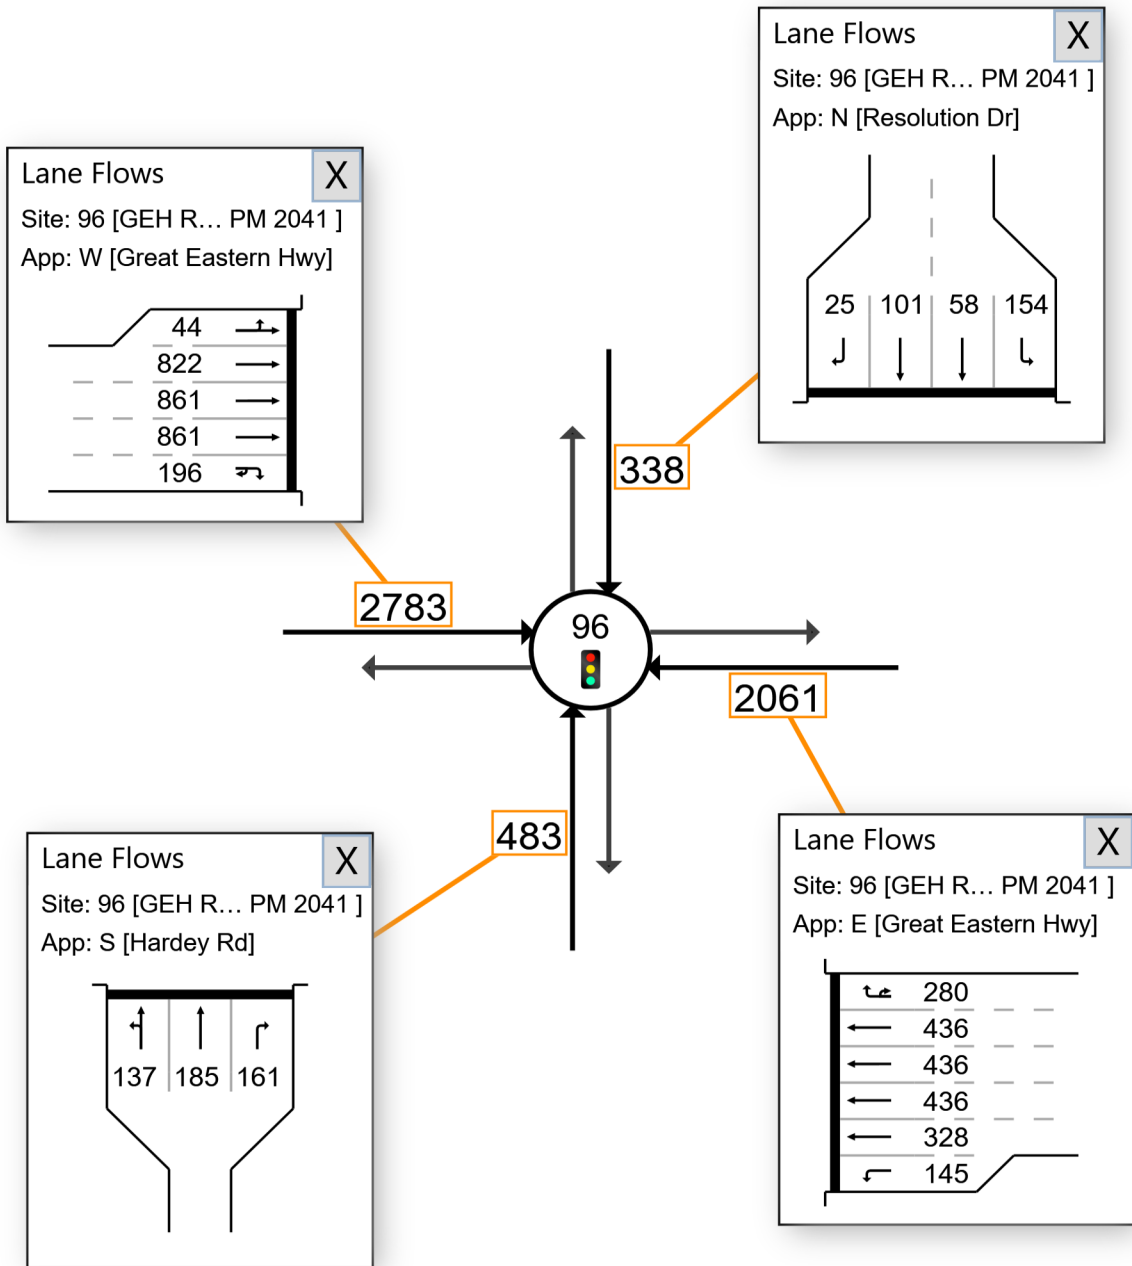 Lane Flows X
Site: 96 [GEH R... PM 2041 ]
App: N [Resolution Dr]
25 101 58 154
Lane Flows X
Site: 96 [GEH R... PM 2041 ]
App: W [Great Eastern Hwy]
44
822
861
861
196
338
2783
96
2061
483
Lane Flows X
Site: 96 [GEH R... PM 2041 ]
App: S [Hardey Rd]
137 185 161
Lane Flows X
Site: 96 [GEH R... PM 2041 ]
App: E [Great Eastern Hwy]
280
436
436
436
328
145